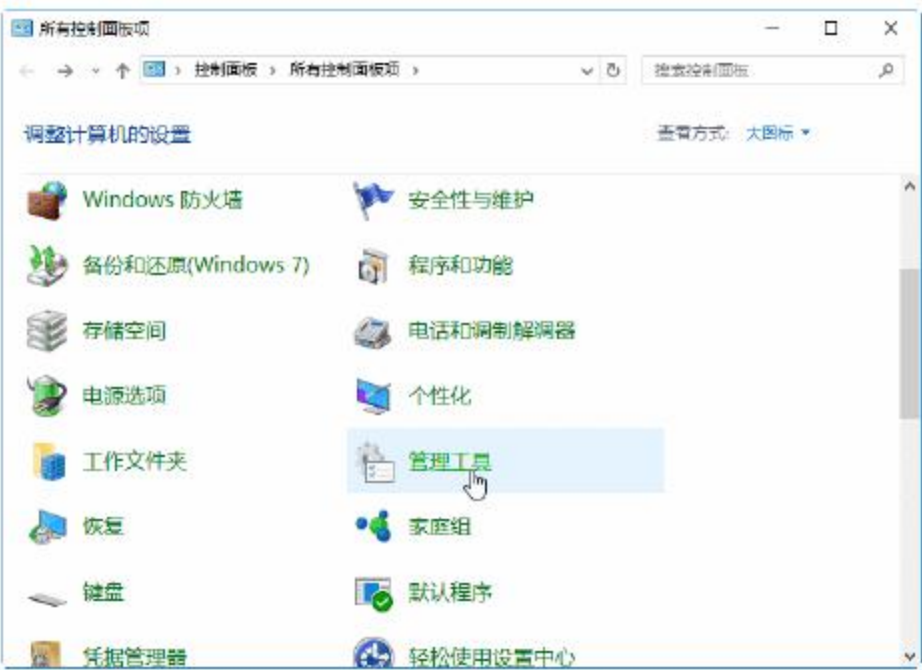 所有控制面板项
控制面板 › 所有控制面板项 ›
搜索控制面板
调整计算机的设置
查看方式: 大图标
Windows 防火墙
安全性与维护
备份和还原(Windows 7)
程序和功能
存储空间
电话和调制解调器
电源选项
个性化
工作文件夹
管理工具
恢复
家庭组
键盘
默认程序
凭据管理器
轻松使用设置中心